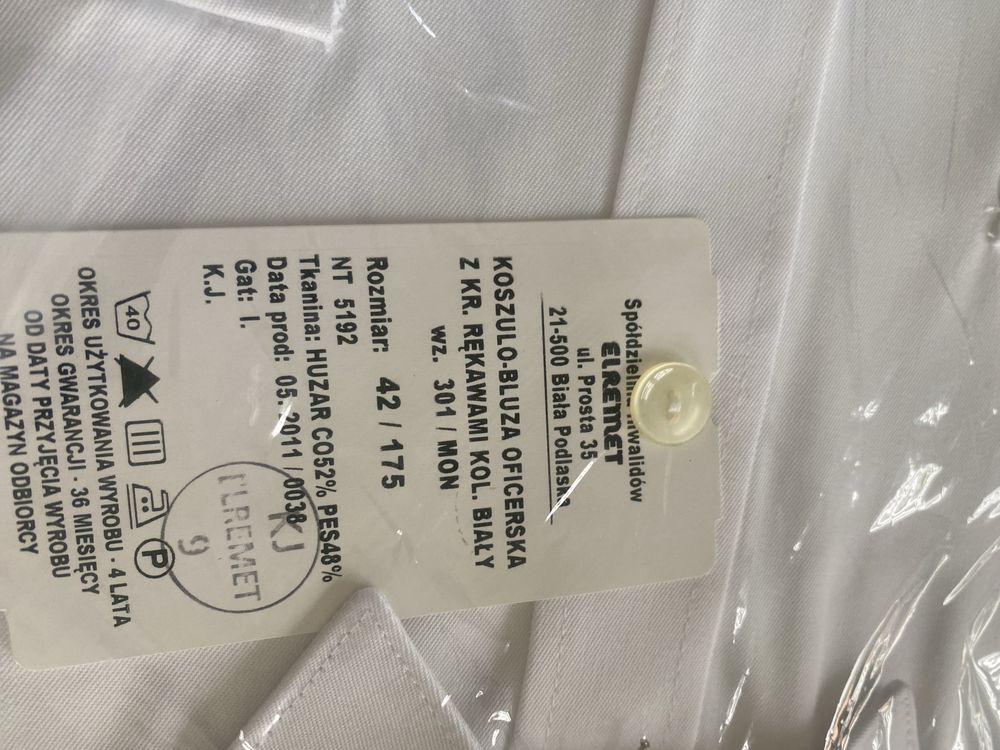 Spółdzielnia Inwalidów
ELREMET
ul. Prosta 35
21-500 Biała Podlaska
KOSZULO-BLUZA OFICERSKA
Z KR. RĘKAWAMI KOL. BIAŁY
wz. 301 / MON
Rozmiar: 42 / 175
NT 5192
Tkanina: HUZAR CO52% PES48%
Data prod: 05.2011 / 0038
Gat: I.
K.J.
KJ
ELREMET
9
40
P
OKRES UŻYTKOWANIA WYROBU - 4 LATA
OKRES GWARANCJI - 36 MIESIĘCY
OD DATY PRZYJĘCIA WYROBU
NA MAGAZYN ODBIORCY